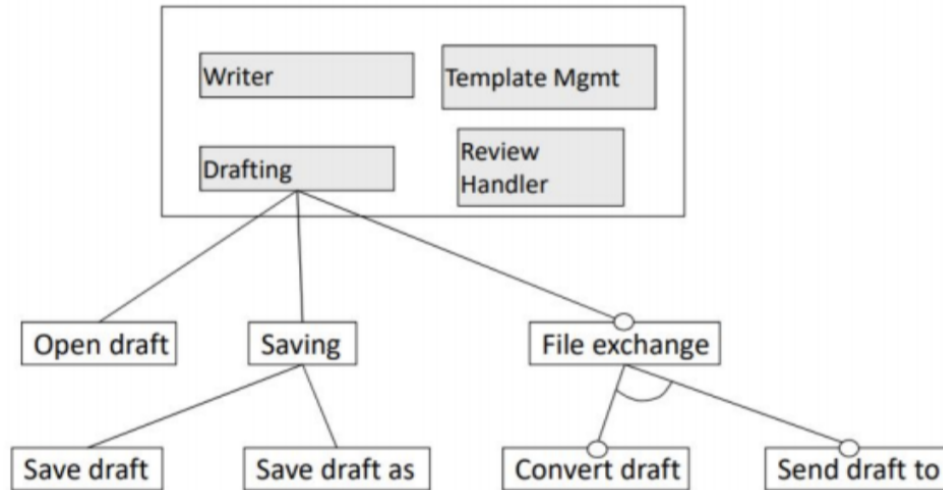 Writer
Template Mgmt
Drafting
Review
Handler
Open draft
Saving
File exchange
Save draft
Save draft as
Convert draft
Send draft to